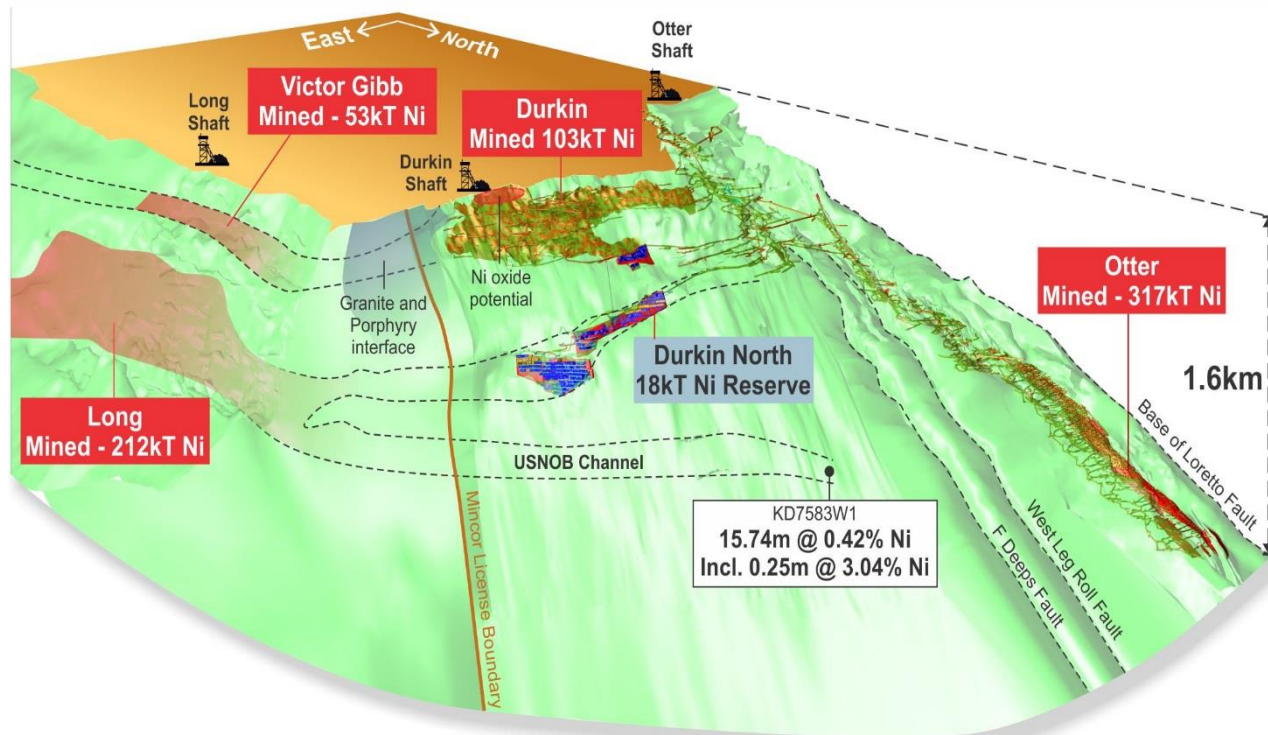 East
North
Otter
Shaft
Victor Gibb
Mined - 53kT Ni
Long
Shaft
Durkin
Mined 103kT Ni
Durkin
Shaft
Ni oxide
potential
Granite and
Porphyry
interface
Otter
Mined - 317kT Ni
1.6km
Durkin North
18kT Ni Reserve
Long
Mined - 212kT Ni
USNOB Channel
KD7583W1
15.74m @ 0.42% Ni
Incl. 0.25m @ 3.04% Ni
Mincor License Boundary
F Deeps Fault
West Leg Roll Fault
Base of Loretto Fault